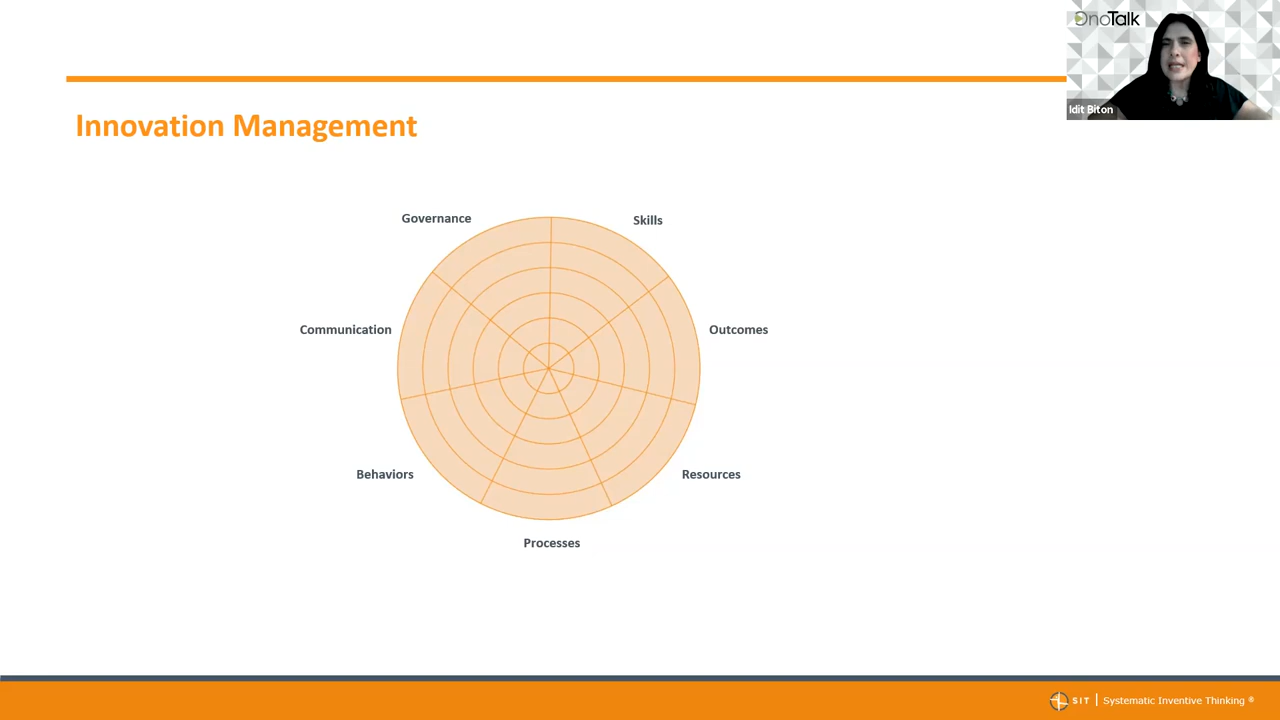 OnoTalk
Idit Biton
Innovation Management
Governance
Skills
Communication
Outcomes
Behaviors
Resources
Processes
SIT | Systematic Inventive Thinking ®